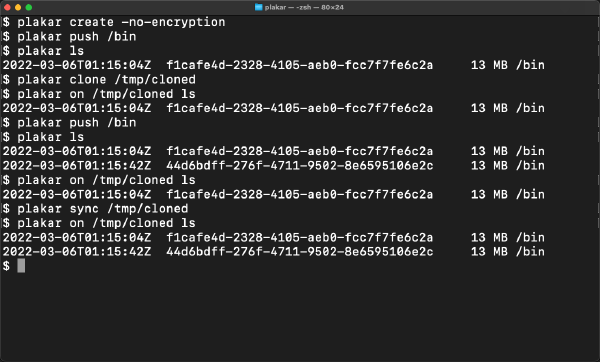 plakar — -zsh — 80×24
$ plakar create -no-encryption
$ plakar push /bin
$ plakar ls
2022-03-06T01:15:04Z  f1cafe4d-2328-4105-aeb0-fcc7f7fe6c2a     13 MB /bin
$ plakar clone /tmp/cloned
$ plakar on /tmp/cloned ls
2022-03-06T01:15:04Z  f1cafe4d-2328-4105-aeb0-fcc7f7fe6c2a     13 MB /bin
$ plakar push /bin
$ plakar ls
2022-03-06T01:15:04Z  f1cafe4d-2328-4105-aeb0-fcc7f7fe6c2a     13 MB /bin
2022-03-06T01:15:42Z  44d6bdff-276f-4711-9502-8e6595106e2c     13 MB /bin
$ plakar on /tmp/cloned ls
2022-03-06T01:15:04Z  f1cafe4d-2328-4105-aeb0-fcc7f7fe6c2a     13 MB /bin
$ plakar sync /tmp/cloned
$ plakar on /tmp/cloned ls
2022-03-06T01:15:04Z  f1cafe4d-2328-4105-aeb0-fcc7f7fe6c2a     13 MB /bin
2022-03-06T01:15:42Z  44d6bdff-276f-4711-9502-8e6595106e2c     13 MB /bin
$